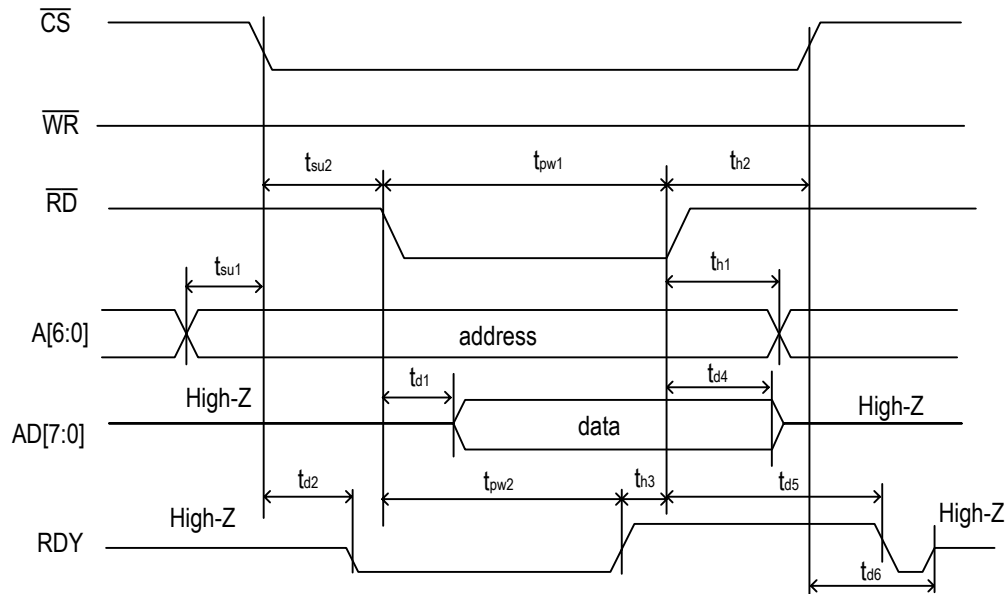 CS
WR
tsu2 tpw1 th2
RD
tsu1 th1
A[6:0] address
td1 td4
High-Z High-Z
AD[7:0] data
td2 tpw2 th3 td5
High-Z High-Z
RDY
td6